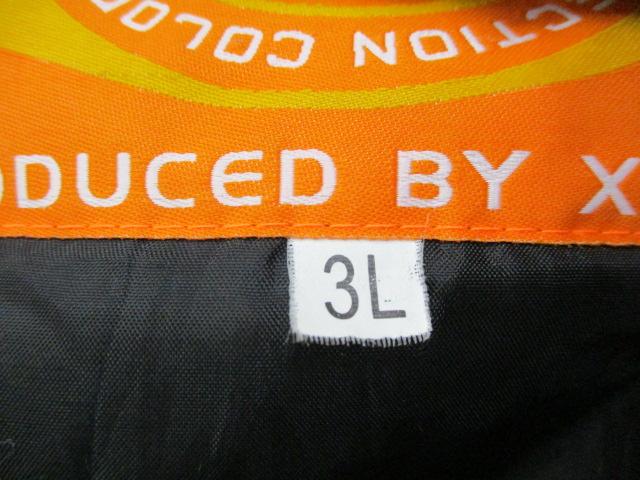 CTION COLO
ODUCED BY X
3L